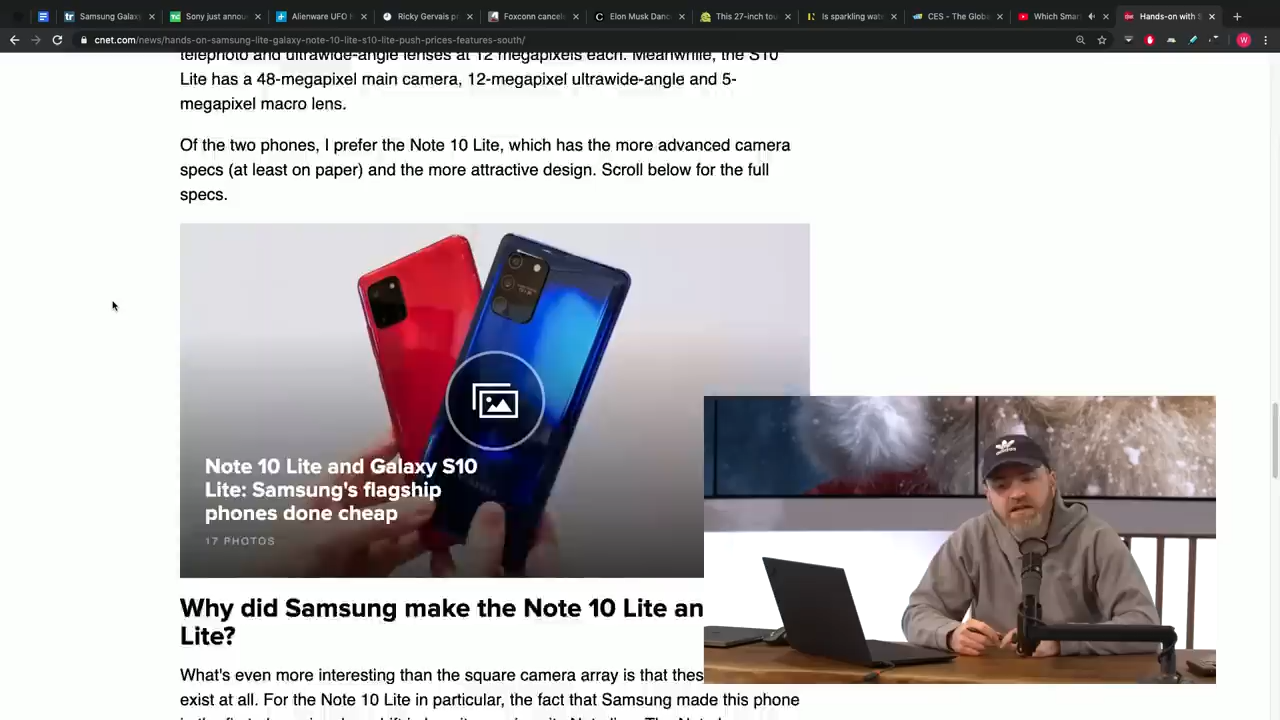 Samsung Galaxy
Sony just annou
Alienware UFO
Ricky Gervais
Foxconn cancel
Elon Musk Danc
This 27-inch tou
Is sparkling wat
CES - The Globa
Which Smar
Hands-on with S
cnet.com/news/hands-on-samsung-lite-galaxy-note-10-lite-s10-lite-push-prices-features-south/
W
telephoto and ultrawide-angle lenses at 12 megapixels each. Meanwhile, the S10
Lite has a 48-megapixel main camera, 12-megapixel ultrawide-angle and 5-
megapixel macro lens.
Of the two phones, I prefer the Note 10 Lite, which has the more advanced camera
specs (at least on paper) and the more attractive design. Scroll below for the full
specs.
Note 10 Lite and Galaxy S10
Lite: Samsung's flagship
phones done cheap
17 PHOTOS
Why did Samsung make the Note 10 Lite an
Lite?
What's even more interesting than the square camera array is that thes
exist at all. For the Note 10 Lite in particular, the fact that Samsung made this phone